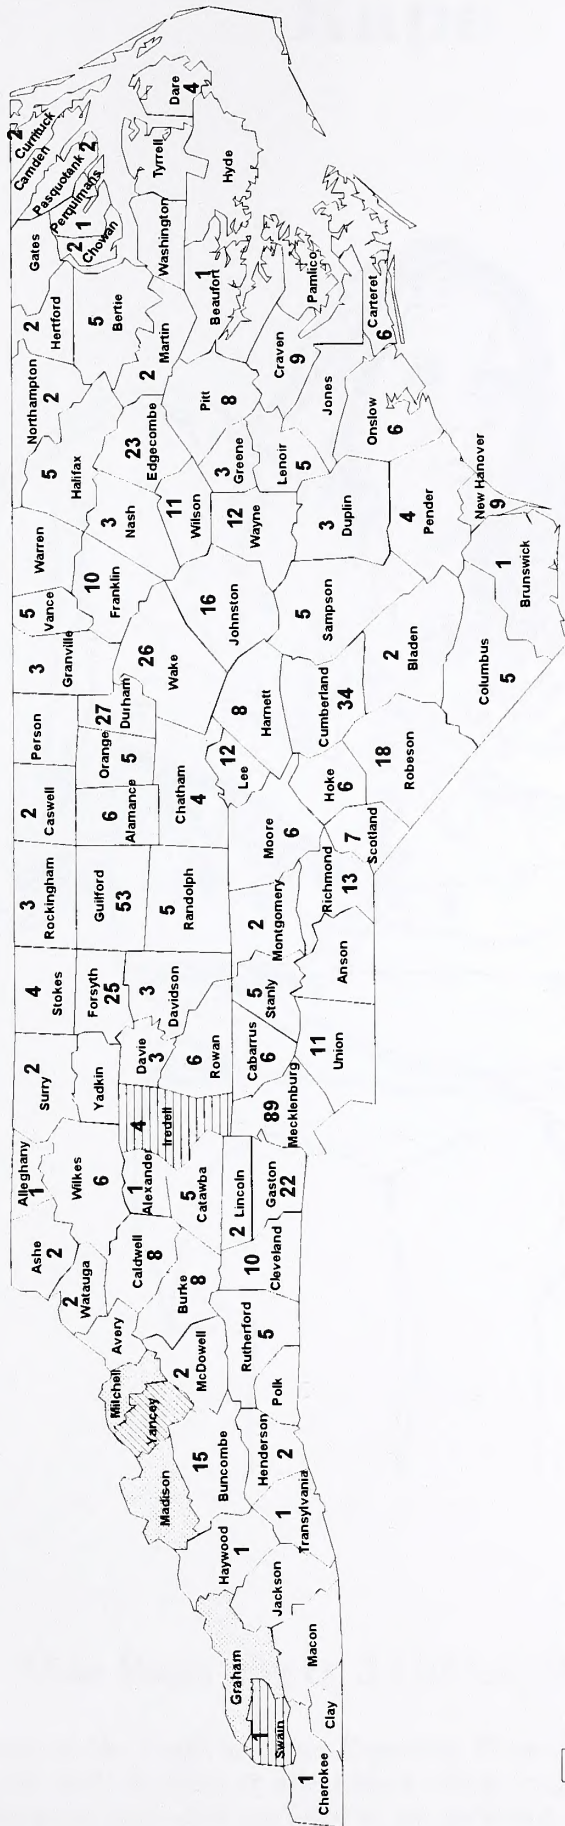 Cherokee
1
Clay
Graham
Swain
1
Macon
Jackson
Haywood
1
Transylvania
1
Henderson
2
Buncombe
15
Madison
Yancey
Mitchell
Avery
McDowell
2
Polk
Rutherford
5
Burke
8
Caldwell
8
Watauga
2
Ashe
2
Alleghany
1
Wilkes
6
Alexander
1
Catawba
5
Lincoln
2
Cleveland
10
Gaston
22
Iredell
4
Surry
2
Yadkin
Davie
3
Rowan
6
Cabarrus
6
Mecklenburg
89
Union
11
Stanly
5
Anson
Stokes
4
Forsyth
25
Davidson
3
Rockingham
3
Guilford
53
Randolph
5
Montgomery
2
Richmond
13
Scotland
7
Moore
6
Hoke
6
Caswell
2
Alamance
6
Chatham
4
Lee
12
Person
Orange
5
Durham
27
Granville
3
Vance
5
Warren
Franklin
10
Wake
26
Harnett
8
Cumberland
34
Robeson
18
Bladen
2
Columbus
5
Brunswick
1
Johnston
16
Sampson
5
Halifax
5
Nash
3
Wilson
11
Wayne
12
Duplin
3
Pender
4
New Hanover
9
Northampton
2
Edgecombe
23
Greene
3
Lenoir
5
Pitt
8
Jones
Onslow
6
Hertford
2
Bertie
5
Martin
2
Craven
9
Carteret
6
Pamlico
Beaufort
1
Gates
Chowan
2
Perquimans
1
Pasquotank
2
Camden
Currituck
2
Washington
Tyrrell
Hyde
Dare
4